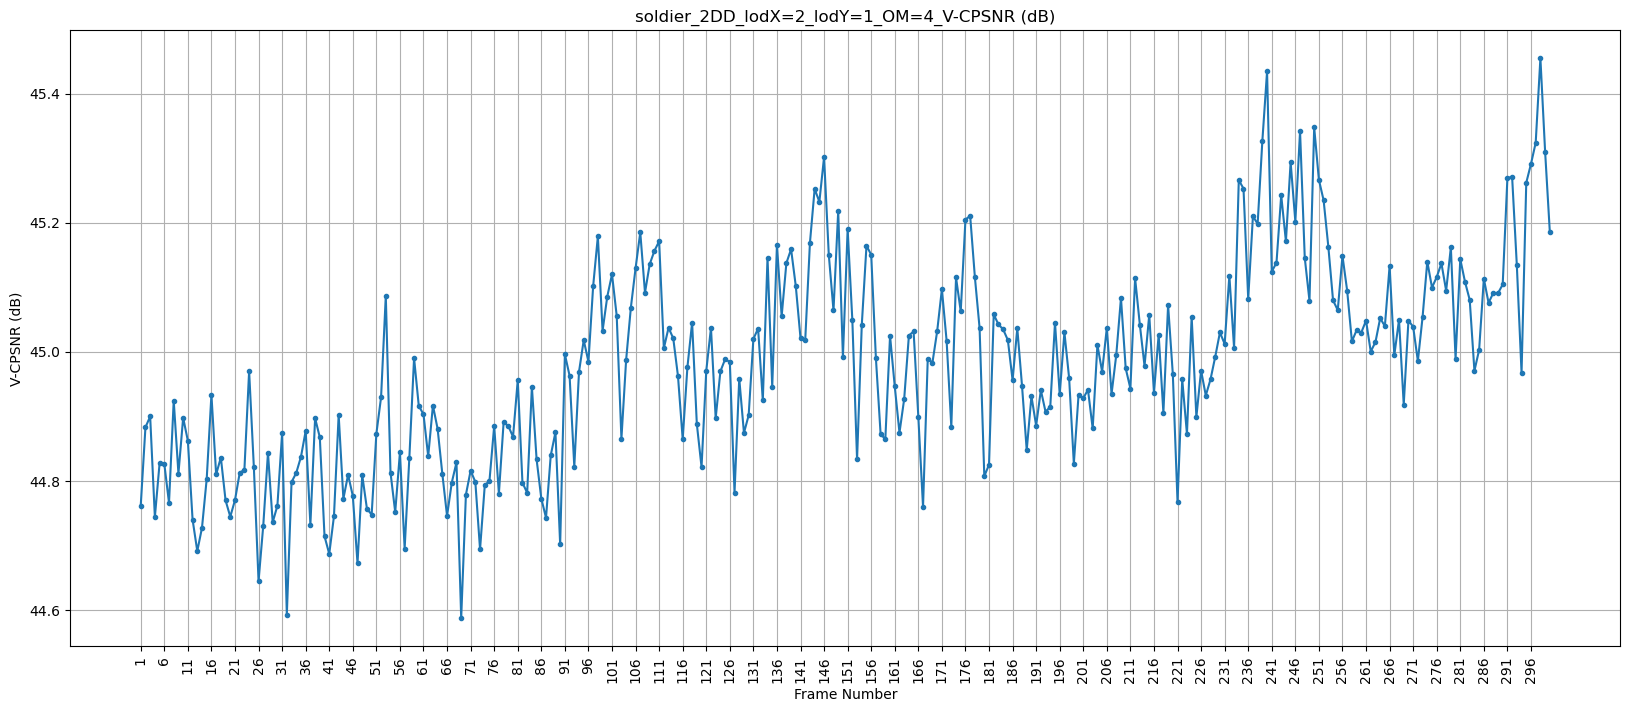 soldier_2DD_lodX=2_lodY=1_OM=4_V-CPSNR (dB)
V-CPSNR (dB)
45.4
45.2
45.0
44.8
44.6
1 6 11 16 21 26 31 36 41 46 51 56 61 66 71 76 81 86 91 96 101 106 111 116 121 126 131 136 141 146 151 156 161 166 171 176 181 186 191 196 201 206 211 216 221 226 231 236 241 246 251 256 261 266 271 276 281 286 291 296
Frame Number